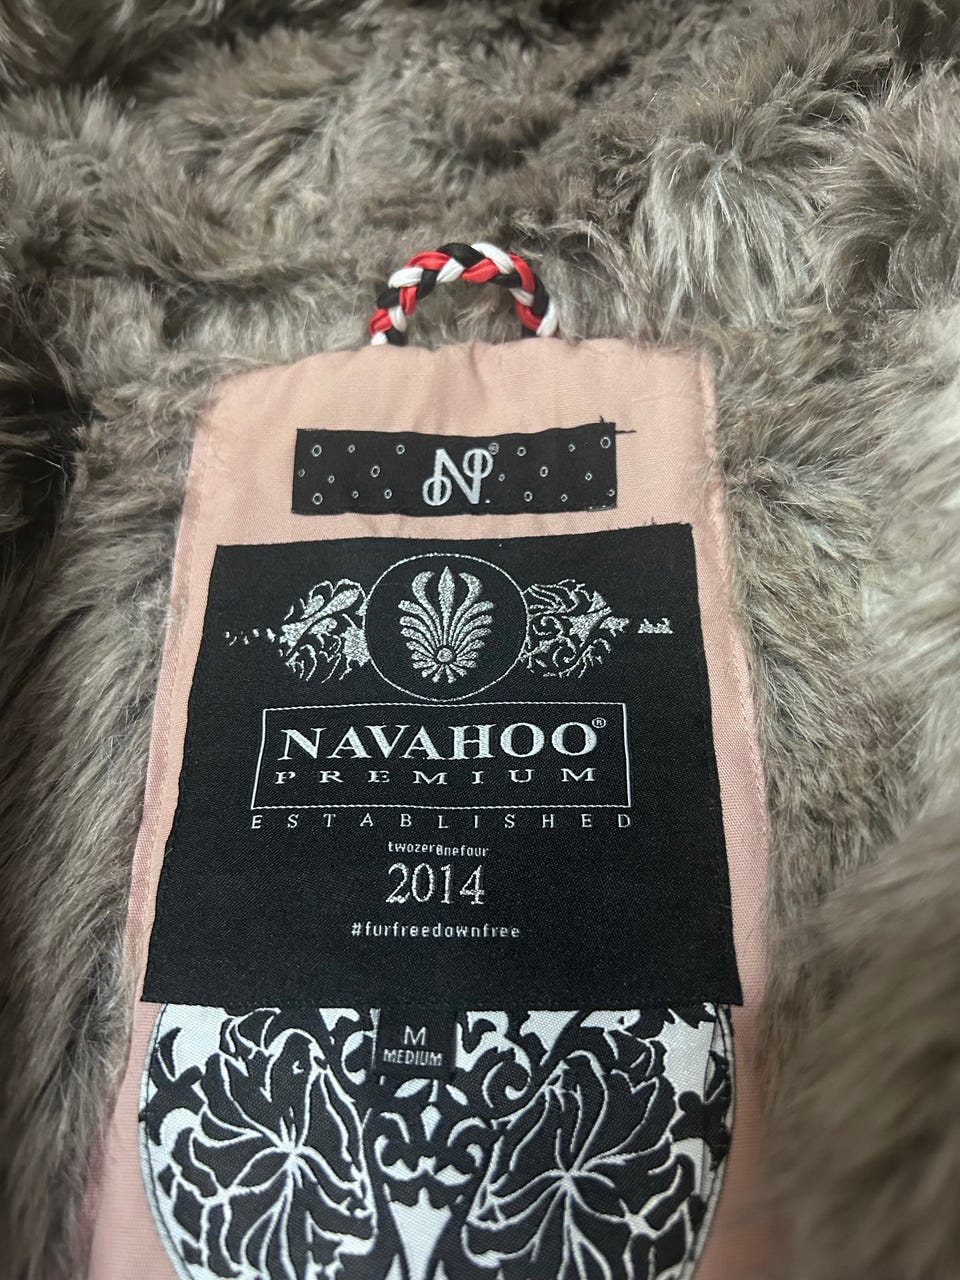 N
NAVAHOO®
PREMIUM
ESTABLISHED
twozer0nefour
2014
#furfreedownfree
M
MEDIUM